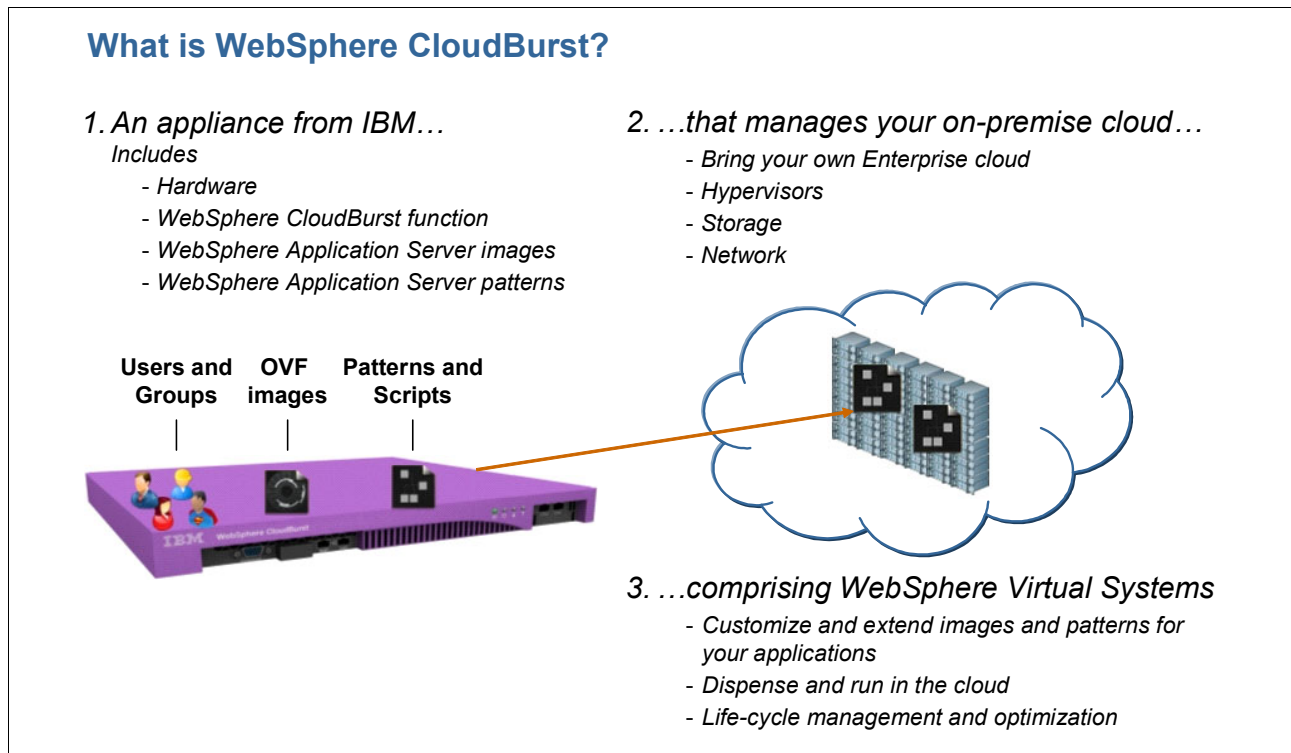 What is WebSphere CloudBurst?
1. An appliance from IBM…
Includes
- Hardware
- WebSphere CloudBurst function
- WebSphere Application Server images
- WebSphere Application Server patterns
2. …that manages your on-premise cloud…
- Bring your own Enterprise cloud
- Hypervisors
- Storage
- Network
Users and
Groups
OVF
images
Patterns and
Scripts
IBM WebSphere CloudBurst
3. …comprising WebSphere Virtual Systems
- Customize and extend images and patterns for
your applications
- Dispense and run in the cloud
- Life-cycle management and optimization